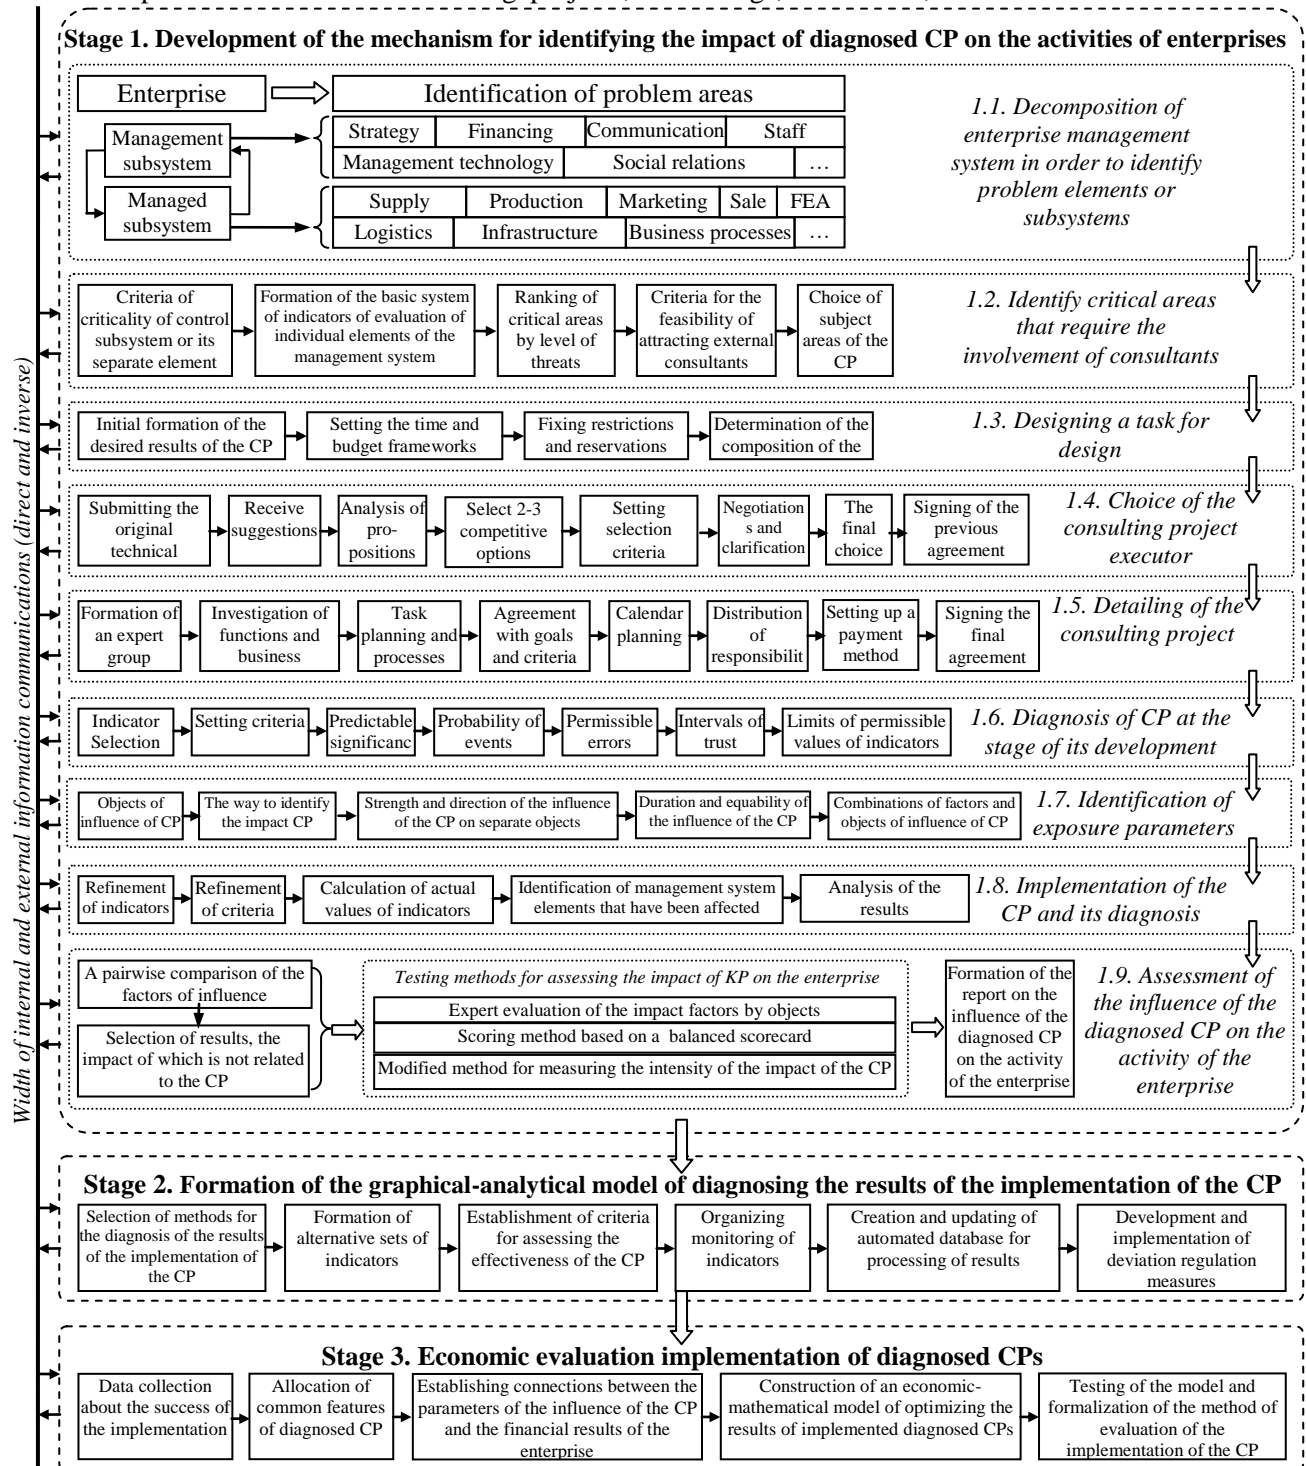 Stage 1. Development of the mechanism for identifying the impact of diagnosed CP on the activities of enterprises
Enterprise
Identification of problem areas
Management
subsystem
Managed
subsystem
Strategy
Financing
Communication
Staff
Management technology
Social relations
…
Supply
Production
Marketing
Sale
FEA
Logistics
Infrastructure
Business processes
…
1.1. Decomposition of
enterprise management
system in order to identify
problem elements or
subsystems
Criteria of
criticality of control
subsystem or its
separate element
Formation of the basic system
of indicators of evaluation of
individual elements of the
management system
Ranking of
critical areas
by level of
threats
Criteria for the
feasibility of
attracting external
consultants
Choice of
subject
areas of the
CP
1.2. Identify critical areas
that require the
involvement of consultants
Initial formation of the
desired results of the CP
Setting the time and
budget frameworks
Fixing restrictions
and reservations
Determination of the
composition of the
1.3. Designing a task for
design
Submitting the
original
technical
Receive
suggestions
Analysis of
pro-
positions
Select 2-3
competitive
options
Setting
selection
criteria
Negotiation
s and
clarification
The
final
choice
Signing of the
previous
agreement
1.4. Choice of the
consulting project
executor
Formation of
an expert
group
Investigation of
functions and
business
Task
planning and
processes
Agreement
with goals
and criteria
Calendar
planning
Distribution
of
responsibilit
Setting up a
payment
method
Signing the
final
agreement
1.5. Detailing of the
consulting project
Indicator
Selection
Setting criteria
Predictable
significanc
Probability of
events
Permissible
errors
Intervals of
trust
Limits of permissible
values of indicators
1.6. Diagnosis of CP at the
stage of its development
Objects of
influence of CP
The way to identify
the impact CP
Strength and direction of the influence
of the CP on separate objects
Duration and equability of
the influence of the CP
Combinations of factors and
objects of influence of CP
1.7. Identification of
exposure parameters
Refinement
of indicators
Refinement
of criteria
Calculation of actual
values of indicators
Identification of management system
elements that have been affected
Analysis of the
results
1.8. Implementation of the
CP and its diagnosis
A pairwise comparison of the
factors of influence
Selection of results, the
impact of which is not related
to the CP
Testing methods for assessing the impact of KP on the enterprise
Expert evaluation of the impact factors by objects
Scoring method based on a balanced scorecard
Modified method for measuring the intensity of the impact of the CP
Formation of the
report on the
influence of the
diagnosed CP
on the activity
of the enterprise
1.9. Assessment of
the influence of the
diagnosed CP on the
activity of the
enterprise
Width of internal and external information communications (direct and inverse)
Stage 2. Formation of the graphical-analytical model of diagnosing the results of the implementation of the CP
Selection of methods for
the diagnosis of the results
of the implementation of
the CP
Formation of
alternative sets of
indicators
Establishment of criteria
for assessing the
effectiveness of the CP
Organizing
monitoring of
indicators
Creation and updating of
automated database for
processing of results
Development and
implementation of
deviation regulation
measures
Stage 3. Economic evaluation implementation of diagnosed CPs
Data collection
about the success of
the implementation
Allocation of
common features
of diagnosed CP
Establishing connections between the
parameters of the influence of the CP
and the financial results of the
enterprise
Construction of an economic-
mathematical model of optimizing the
results of implemented diagnosed CPs
Testing of the model and
formalization of the method of
evaluation of the
implementation of the CP